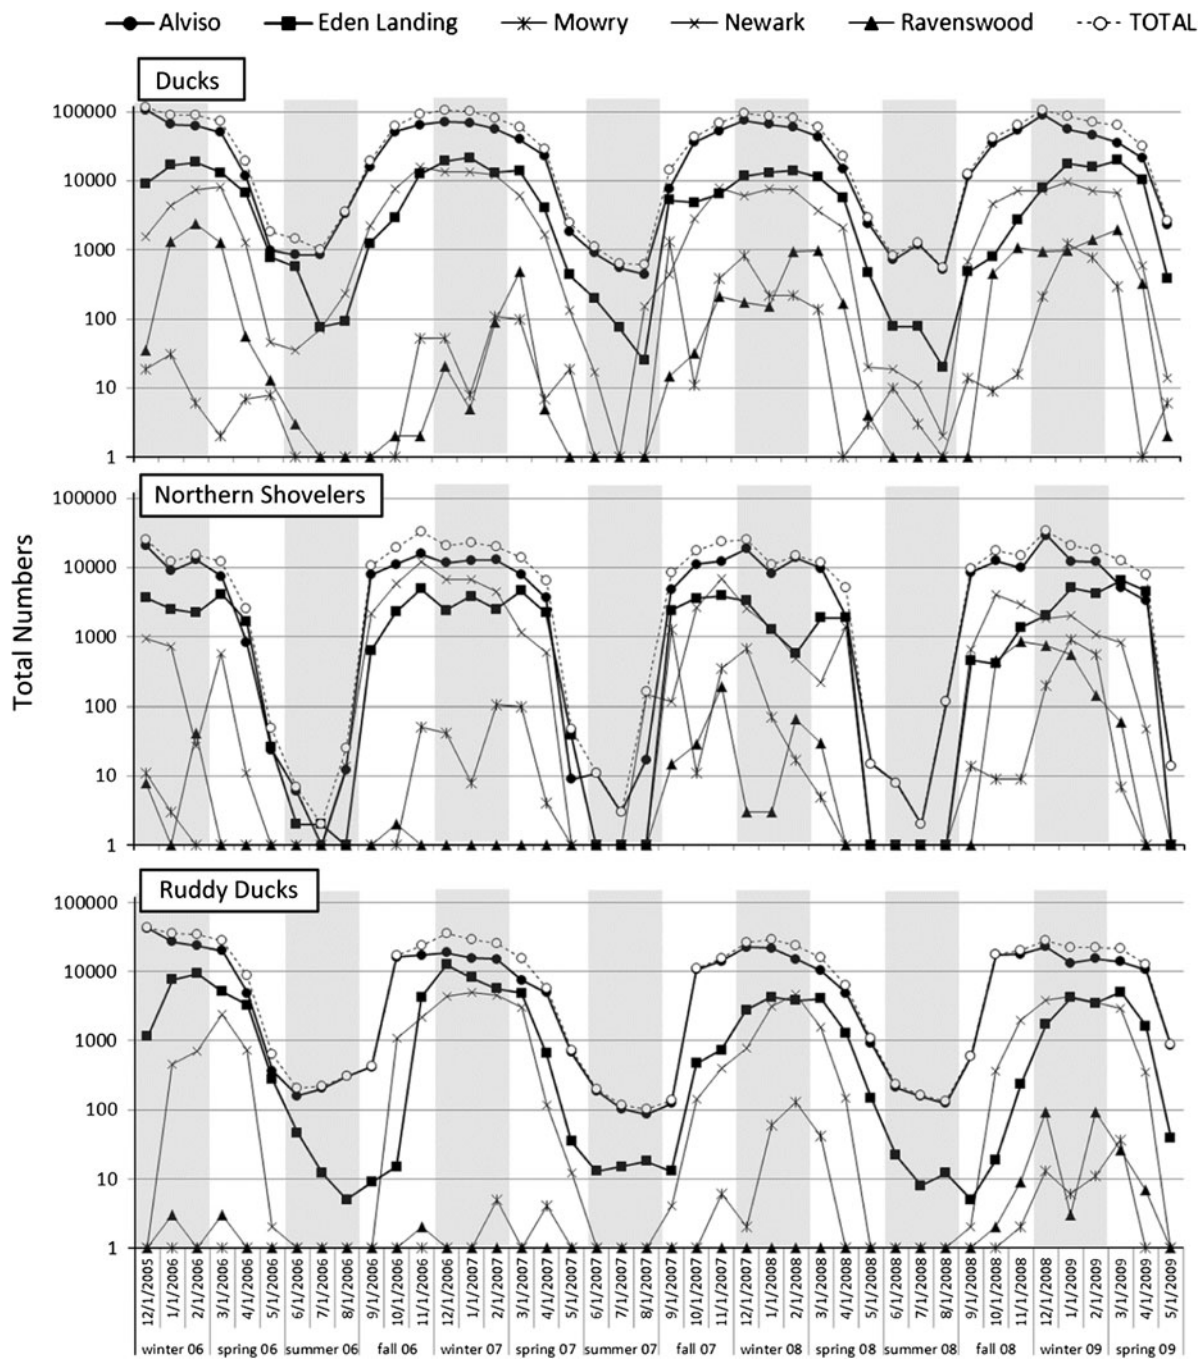 Alviso Eden Landing Mowry Newark Ravenswood TOTAL
Ducks
100000
10000
1000
100
10
1
Northern Shovelers
100000
10000
1000
100
10
1
Total Numbers
Ruddy Ducks
100000
10000
1000
100
10
1
12/1/2005 1/1/2006 2/1/2006 3/1/2006 4/1/2006 5/1/2006 6/1/2006 7/1/2006 8/1/2006 9/1/2006 10/1/2006 11/1/2006 12/1/2006 1/1/2007 2/1/2007 3/1/2007 4/1/2007 5/1/2007 6/1/2007 7/1/2007 8/1/2007 9/1/2007 10/1/2007 11/1/2007 12/1/2007 1/1/2008 2/1/2008 3/1/2008 4/1/2008 5/1/2008 6/1/2008 7/1/2008 8/1/2008 9/1/2008 10/1/2008 11/1/2008 12/1/2008 1/1/2009 2/1/2009 3/1/2009 4/1/2009 5/1/2009
winter 06 spring 06 summer 06 fall 06 winter 07 spring 07 summer 07 fall 07 winter 08 spring 08 summer 08 fall 08 winter 09 spring 09